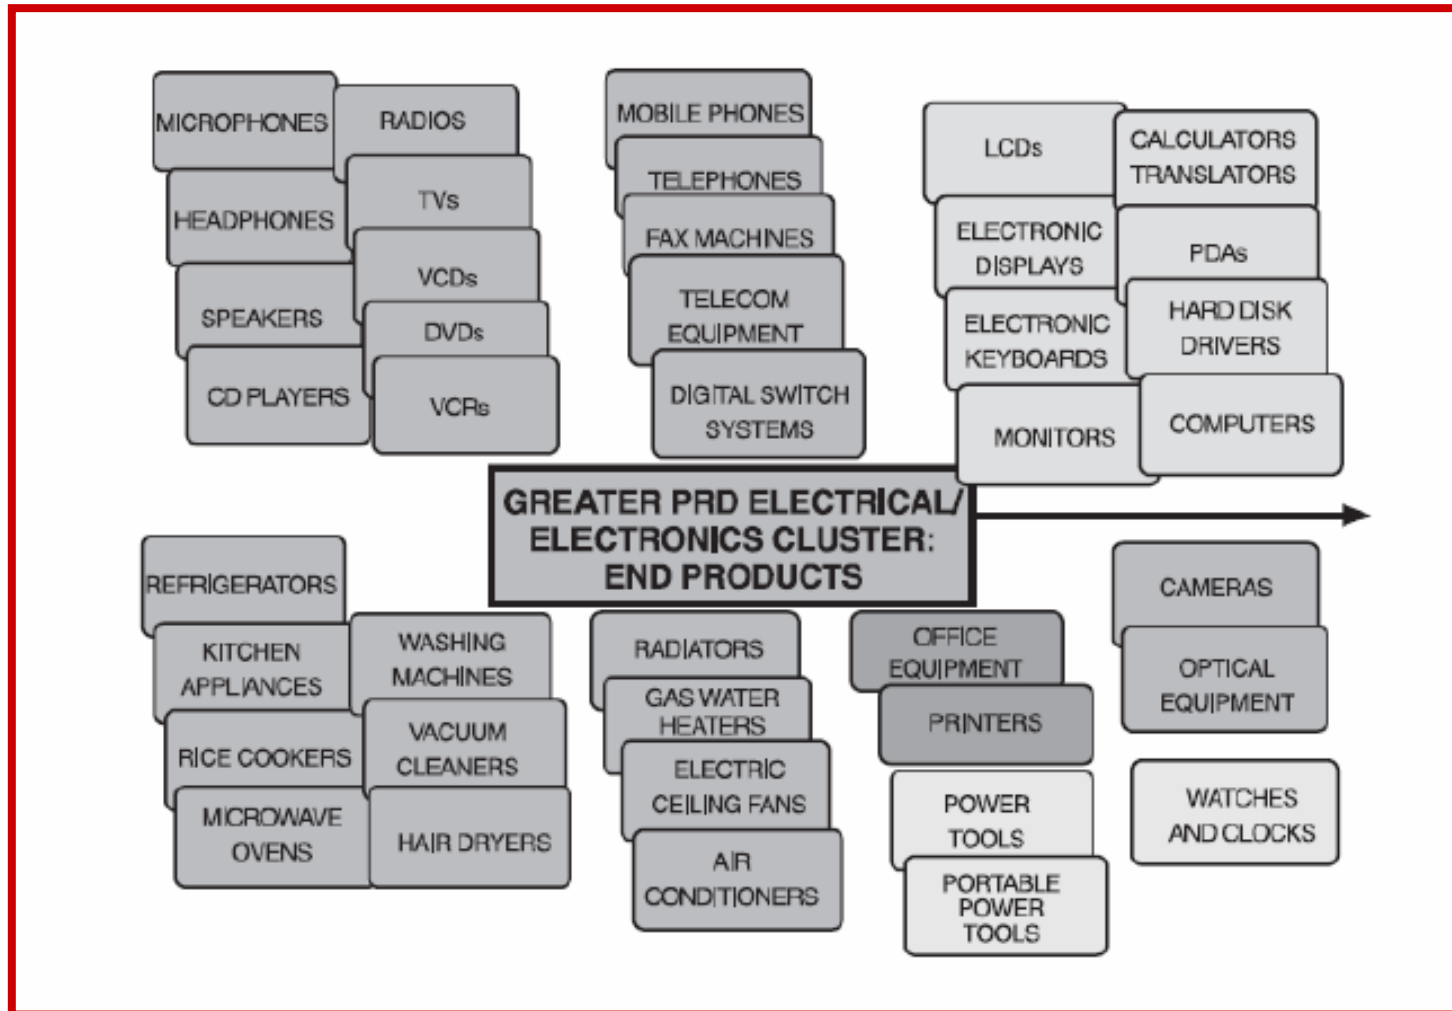 MICROPHONES
HEADPHONES
SPEAKERS
CD PLAYERS
RADIOS
TVs
VCDs
DVDs
VCRs
MOBILE PHONES
TELEPHONES
FAX MACHINES
TELECOM
EQUIPMENT
DIGITAL SWITCH
SYSTEMS
LCDs
ELECTRONIC
DISPLAYS
ELECTRONIC
KEYBOARDS
MONITORS
CALCULATORS
TRANSLATORS
PDAs
HARD DISK
DRIVERS
COMPUTERS
GREATER PRD ELECTRICAL/
ELECTRONICS CLUSTER:
END PRODUCTS
REFRIGERATORS
KITCHEN
APPLIANCES
RICE COOKERS
MICROWAVE
OVENS
WASHING
MACHINES
VACUUM
CLEANERS
HAIR DRYERS
RADIATORS
GAS WATER
HEATERS
ELECTRIC
CEILING FANS
AIR
CONDITIONERS
OFFICE
EQUIPMENT
PRINTERS
POWER
TOOLS
PORTABLE
POWER
TOOLS
CAMERAS
OPTICAL
EQUIPMENT
WATCHES
AND CLOCKS